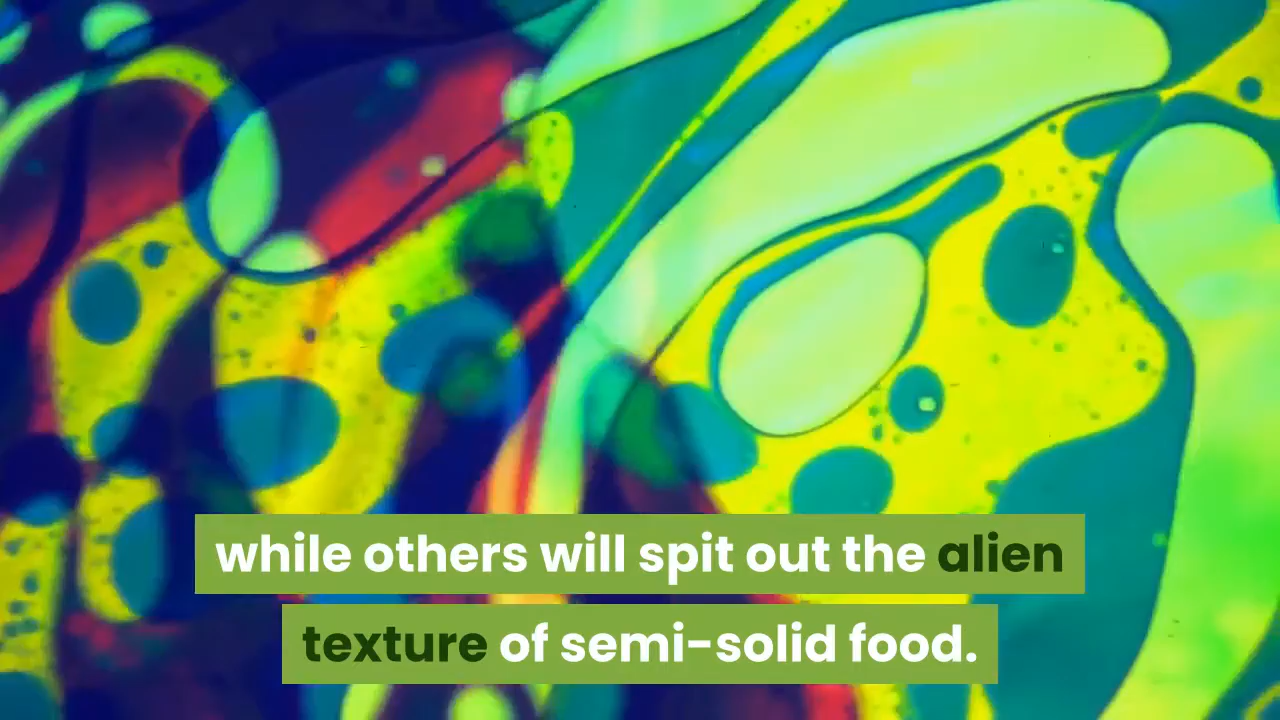 while others will spit out the alien
texture of semi-solid food.